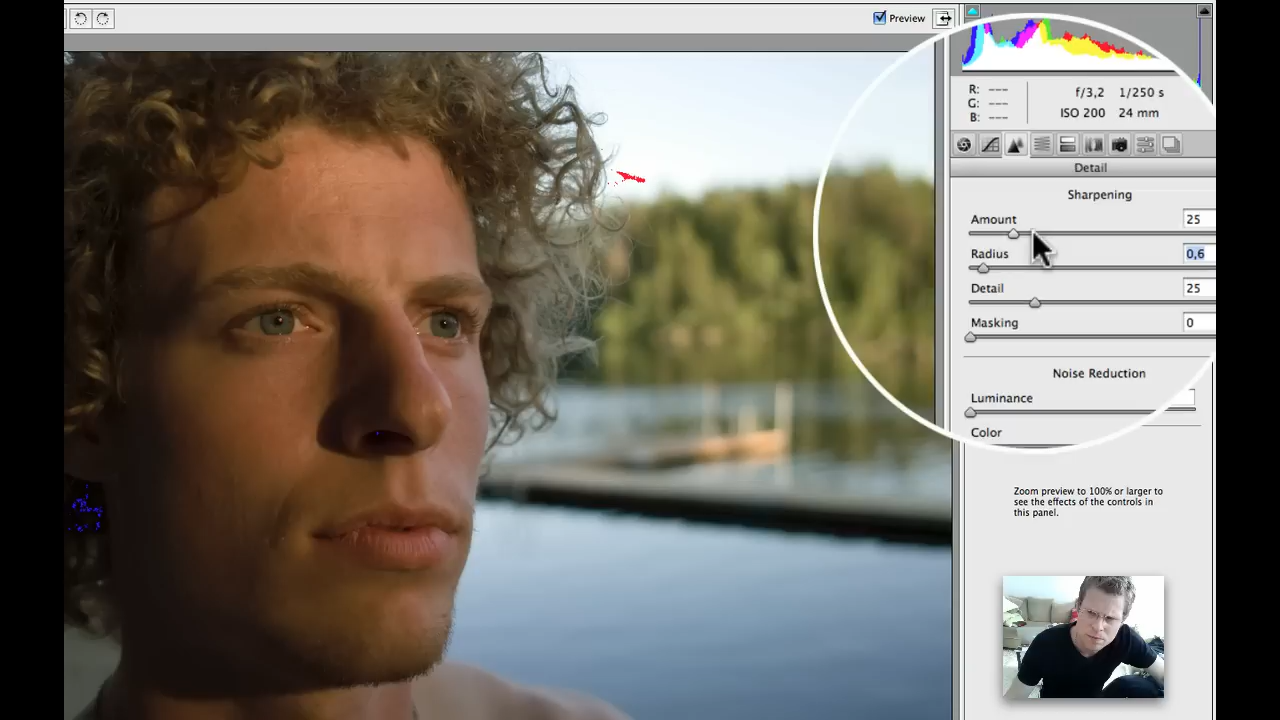 Preview
R: ---
G: ---
B: ---
f/3,2 1/250 s
ISO 200 24 mm
Detail
Sharpening
Amount 25
Radius 0,6
Detail 25
Masking 0
Noise Reduction
Luminance
Color
Zoom preview to 100% or larger to
see the effects of the controls in
this panel.